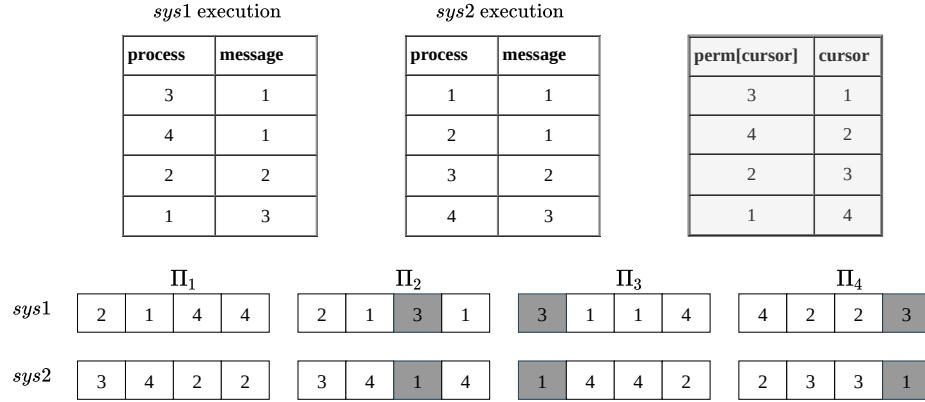 sys1 execution sys2 execution
process message process message perm[cursor] cursor
3 1 1 1 3 1
4 1 2 1 4 2
2 2 3 2 2 3
1 3 4 3 1 4
Π1 Π2 Π3 Π4
sys1 2 1 4 4 2 1 3 1 3 1 1 4 4 2 2 3
sys2 3 4 2 2 3 4 1 4 1 4 4 2 2 3 3 1